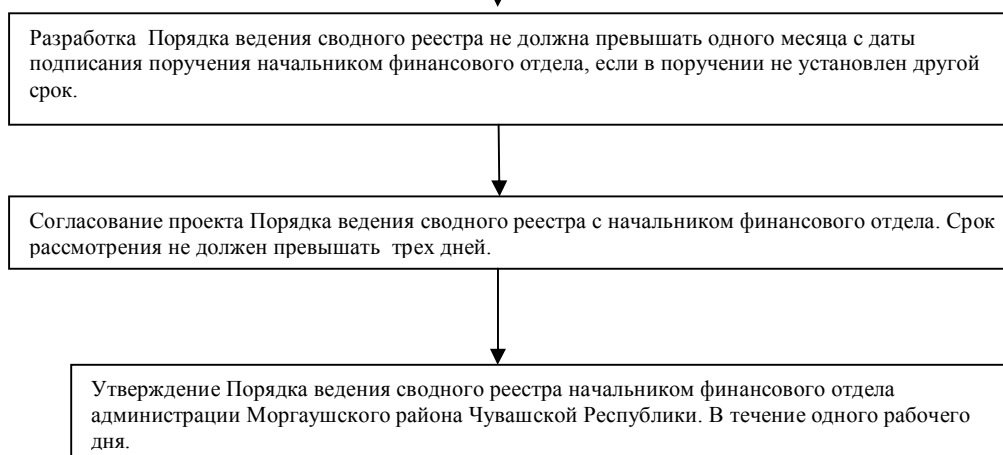 Разработка Порядка ведения сводного реестра не должна превышать одного месяца с даты
подписания поручения начальником финансового отдела, если в поручении не установлен другой
срок.
Согласование проекта Порядка ведения сводного реестра с начальником финансового отдела. Срок
рассмотрения не должен превышать трех дней.
Утверждение Порядка ведения сводного реестра начальником финансового отдела
администрации Моргаушского района Чувашской Республики. В течение одного рабочего
дня.